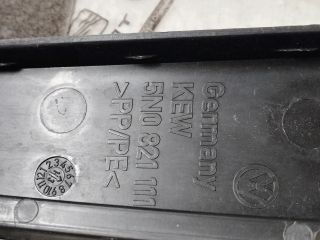 Germany
KEW
5N0 821 111
>PP/PE<